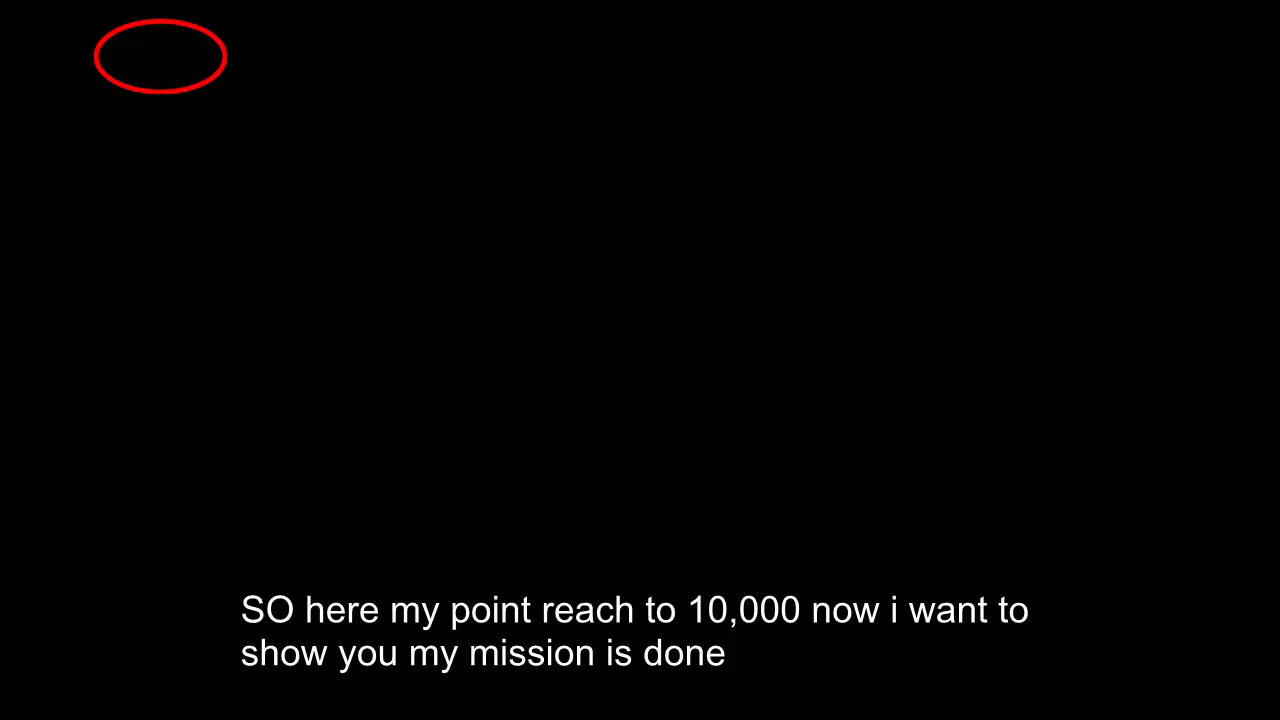 SO here my point reach to 10,000 now i want to
show you my mission is done